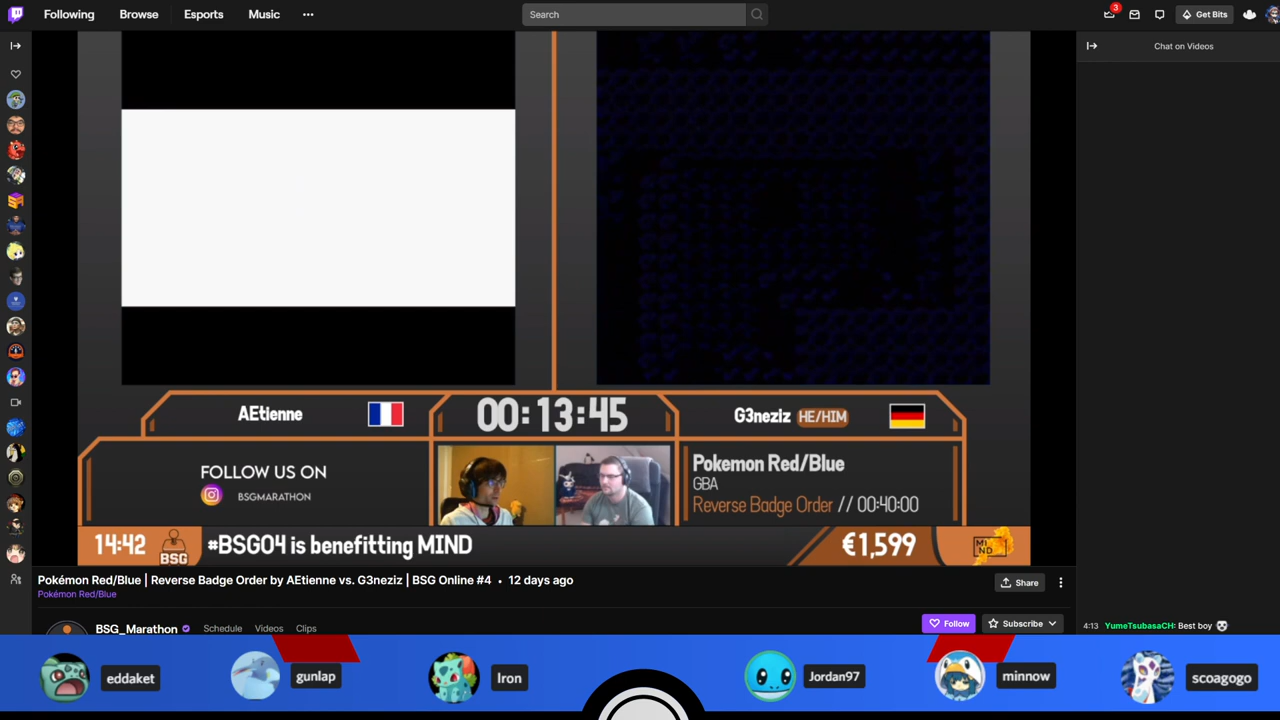 Following
Browse
Esports
Music
Search
3
Get Bits
Chat on Videos
AEtienne
00:13:45
G3neziz HE/HIM
FOLLOW US ON
BSGMARATHON
Pokemon Red/Blue
GBA
Reverse Badge Order // 00:40:00
14:42
BSG
#BSGO4 is benefitting MIND
€1,599
MIND
Pokémon Red/Blue | Reverse Badge Order by AEtienne vs. G3neziz | BSG Online #4 • 12 days ago
Share
Pokémon Red/Blue
BSG_Marathon
Schedule
Videos
Clips
Follow
Subscribe
4:13 YumeTsubasaCH: Best boy
eddaket
gunlap
Iron
Jordan97
minnow
scoagogo